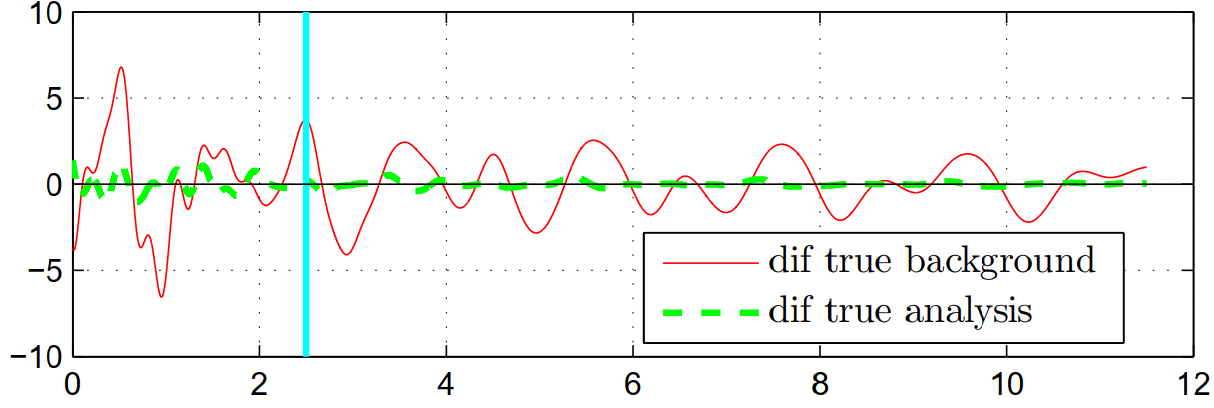 10
5
0
−5
−10
0 2 4 6 8 10 12
dif true background
dif true analysis